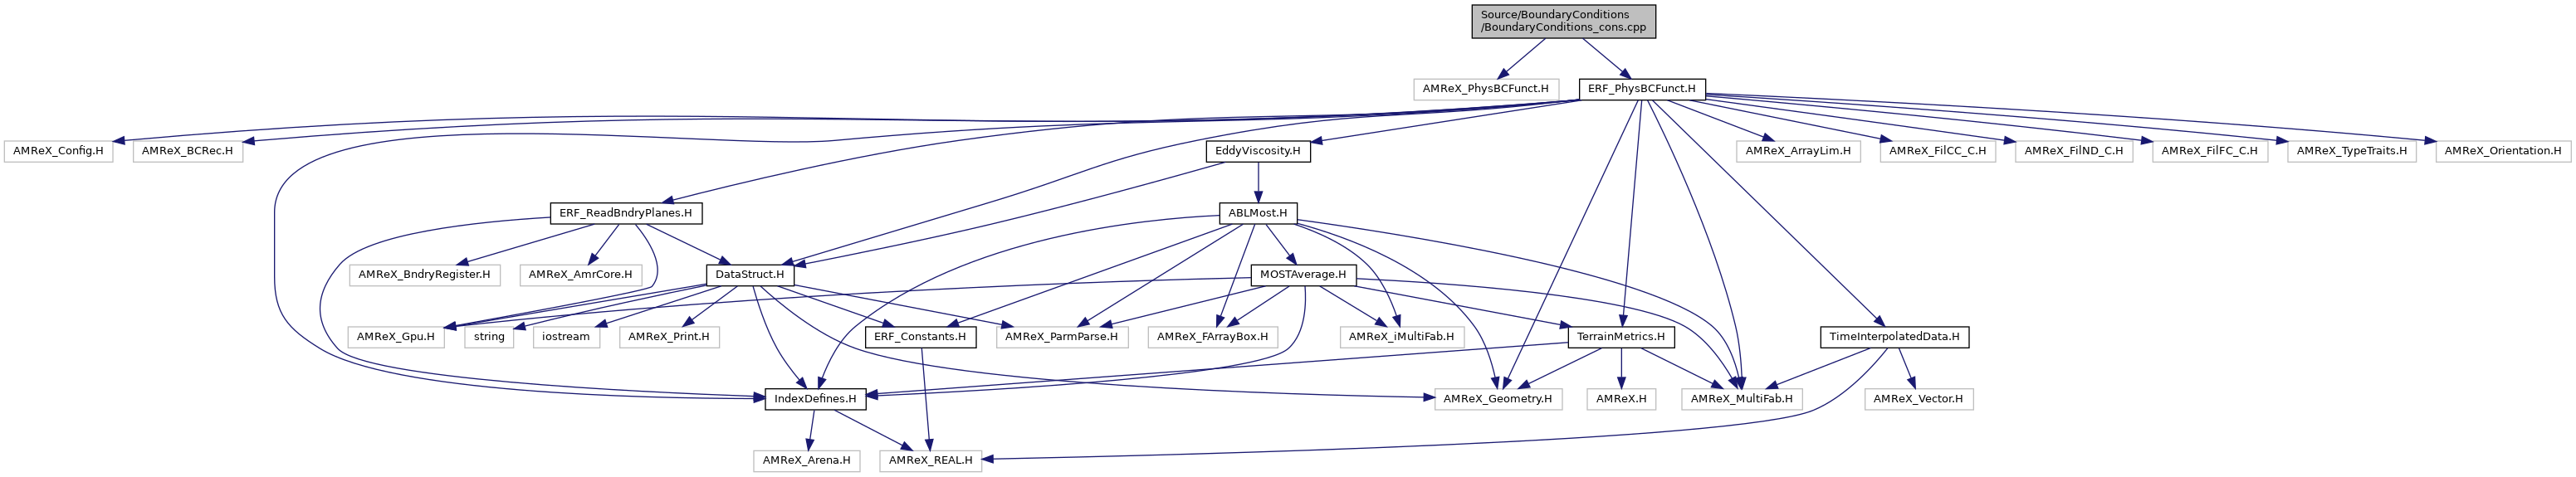 Source/BoundaryConditions
/BoundaryConditions_cons.cpp
AMReX_PhysBCFunct.H
ERF_PhysBCFunct.H
AMReX_Config.H
AMReX_BCRec.H
EddyViscosity.H
AMReX_ArrayLim.H
AMReX_FilCC_C.H
AMReX_FilND_C.H
AMReX_FilFC_C.H
AMReX_TypeTraits.H
AMReX_Orientation.H
ERF_ReadBndryPlanes.H
ABLMost.H
AMReX_BndryRegister.H
AMReX_AmrCore.H
DataStruct.H
MOSTAverage.H
AMReX_Gpu.H
string
iostream
AMReX_Print.H
ERF_Constants.H
AMReX_ParmParse.H
AMReX_FArrayBox.H
AMReX_iMultiFab.H
TerrainMetrics.H
TimeInterpolatedData.H
IndexDefines.H
AMReX_Geometry.H
AMReX.H
AMReX_MultiFab.H
AMReX_Vector.H
AMReX_Arena.H
AMReX_REAL.H